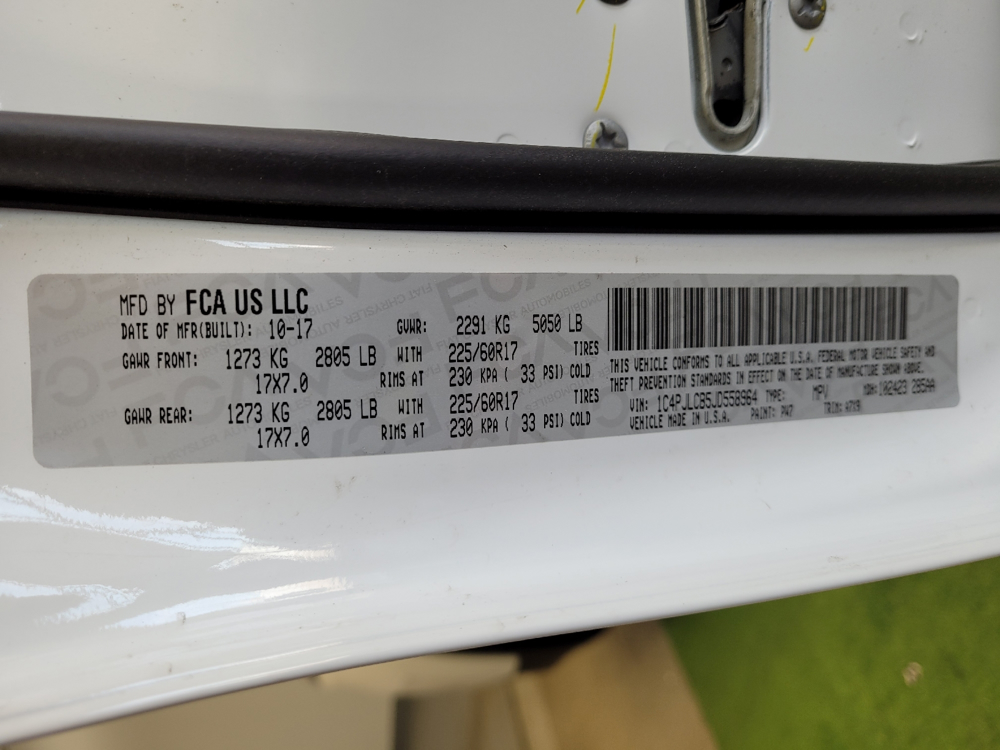 MFD BY FCA US LLC
DATE OF MFR(BUILT): 10-17 GVWR: 2291 KG 5050 LB
GAWR FRONT: 1273 KG 2805 LB WITH 225/60R17 TIRES
17X7.0 RIMS AT 230 KPA ( 33 PSI) COLD
GAWR REAR: 1273 KG 2805 LB WITH 225/60R17 TIRES
17X7.0 RIMS AT 230 KPA ( 33 PSI) COLD
THIS VEHICLE CONFORMS TO ALL APPLICABLE U.S.A. FEDERAL MOTOR VEHICLE SAFETY AND
THEFT PREVENTION STANDARDS IN EFFECT ON THE DATE OF MANUFACTURE SHOWN ABOVE.
VIN: 1C4PJLCB5JD558964 TYPE: MPV
VEHICLE MADE IN U.S.A. PAINT: PW7 TRIM: A7X9